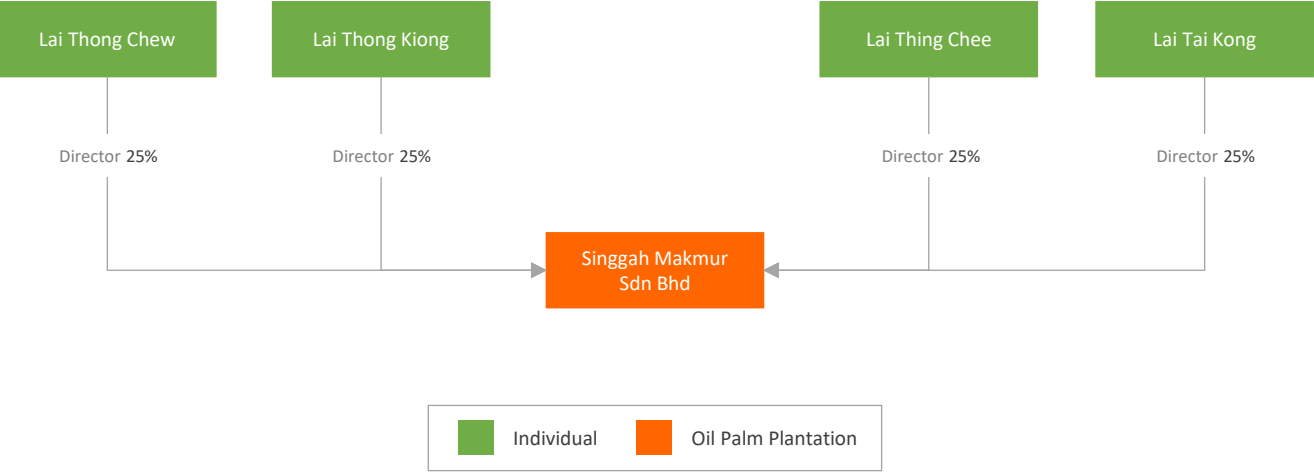 Lai Thong Chew
Lai Thong Kiong
Lai Thing Chee
Lai Tai Kong
Director 25%
Director 25%
Director 25%
Director 25%
Singgah Makmur
Sdn Bhd
Individual
Oil Palm Plantation